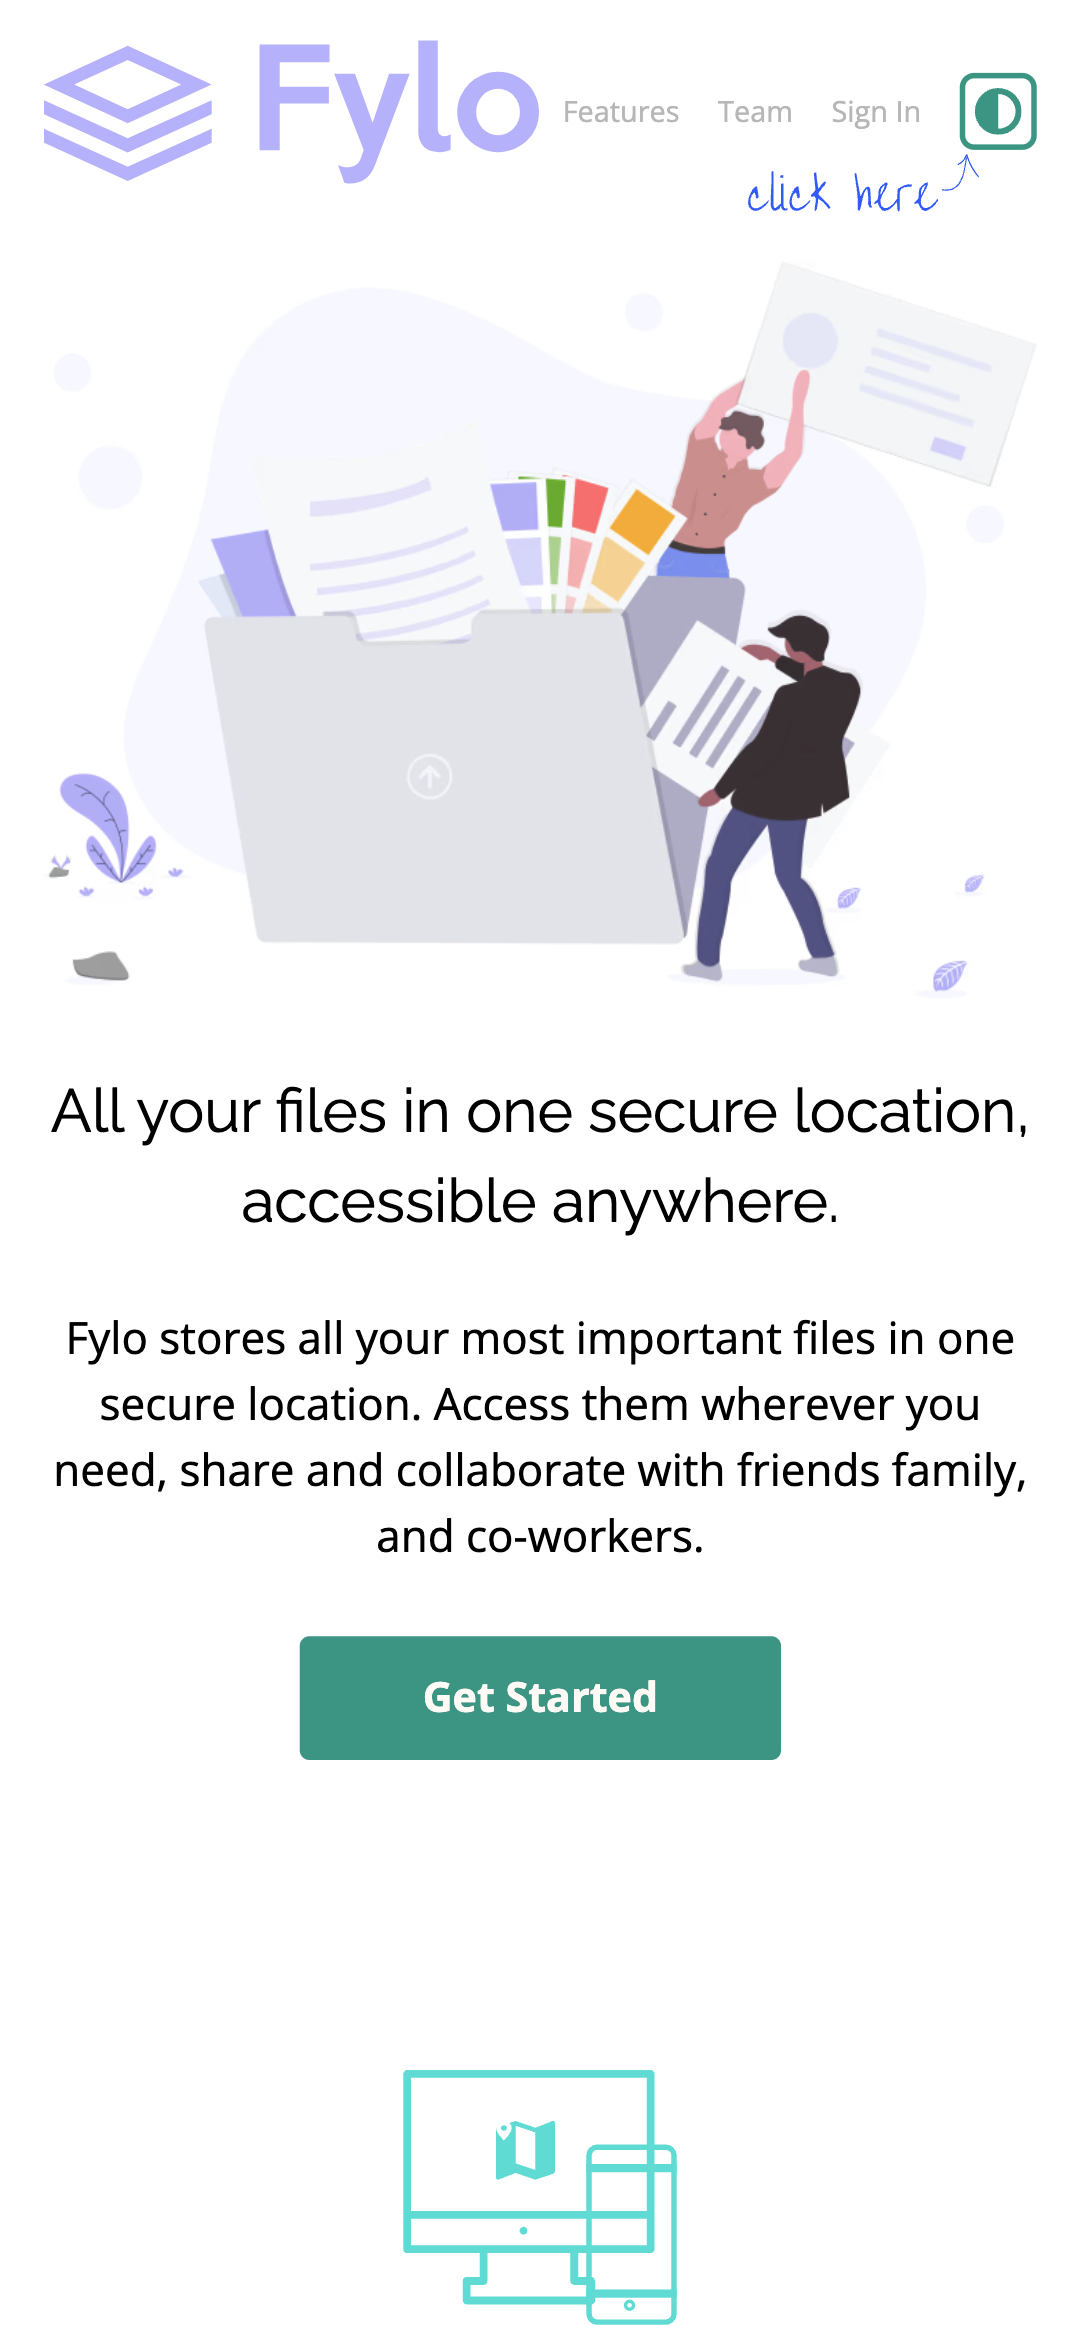 Fylo
Features Team Sign In
click here
All your files in one secure location,
accessible anywhere.
Fylo stores all your most important files in one
secure location. Access them wherever you
need, share and collaborate with friends family,
and co-workers.
Get Started